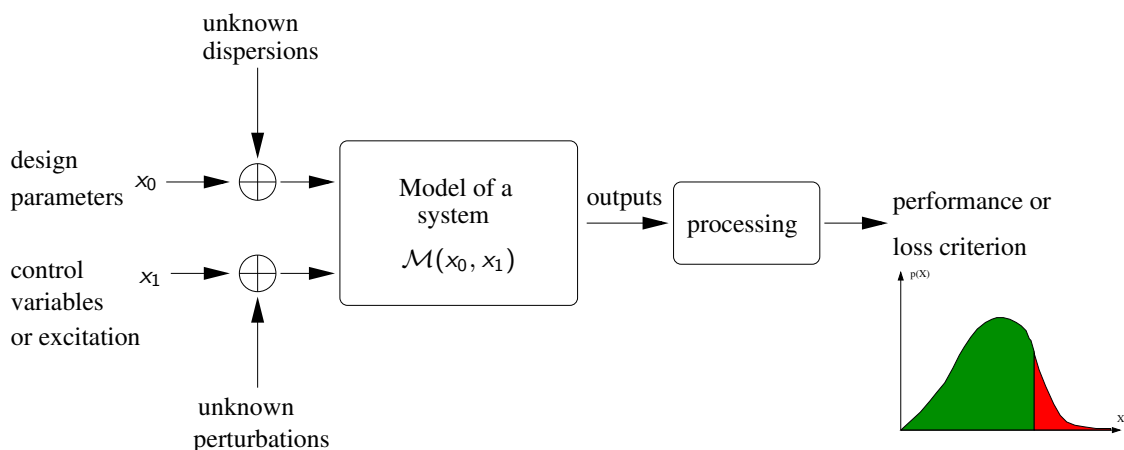 unknown
dispersions
design
parameters
x₀
control
variables
or excitation
x₁
unknown
perturbations
Model of a
system
ℳ(x₀, x₁)
outputs
processing
performance or
loss criterion
p(X)
X